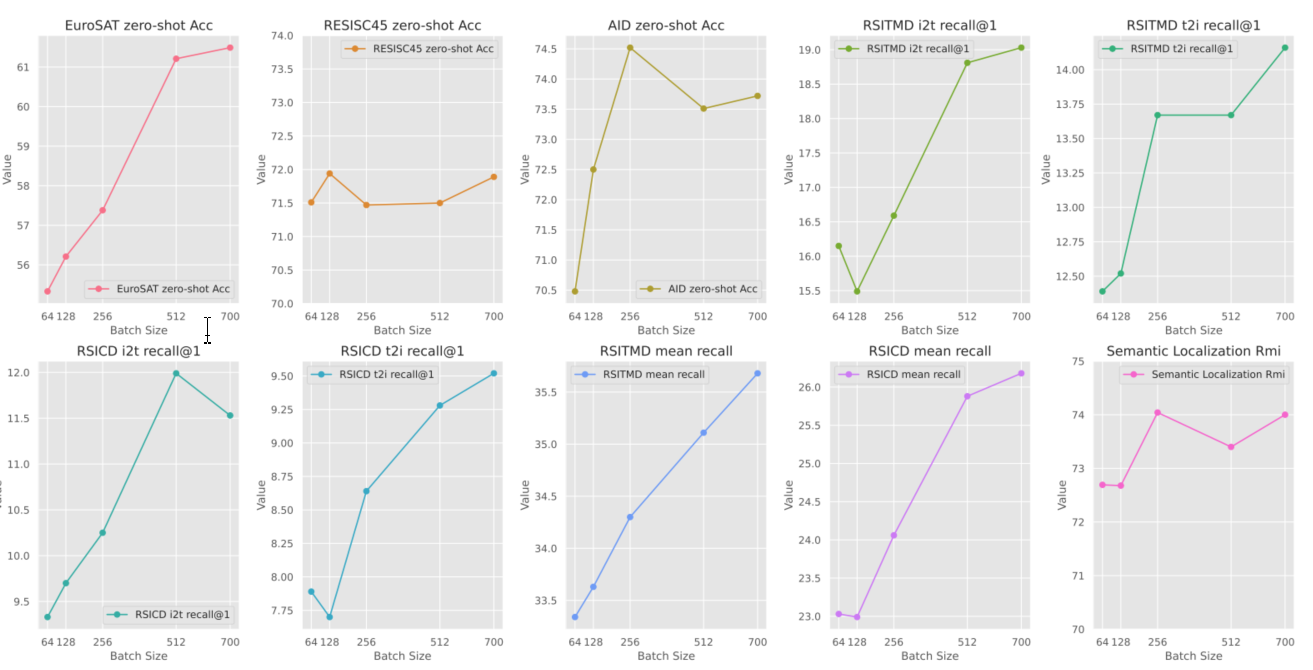 EuroSAT zero-shot Acc
Value
61
60
59
58
57
56
EuroSAT zero-shot Acc
64 128 256 512 700
Batch Size
RESISC45 zero-shot Acc
Value
74.0
73.5
73.0
72.5
72.0
71.5
71.0
70.5
70.0
RESISC45 zero-shot Acc
64 128 256 512 700
Batch Size
AID zero-shot Acc
Value
74.5
74.0
73.5
73.0
72.5
72.0
71.5
71.0
70.5
AID zero-shot Acc
64 128 256 512 700
Batch Size
RSITMD i2t recall@1
Value
19.0
18.5
18.0
17.5
17.0
16.5
16.0
15.5
RSITMD i2t recall@1
64 128 256 512 700
Batch Size
RSITMD t2i recall@1
Value
14.00
13.75
13.50
13.25
13.00
12.75
12.50
RSITMD t2i recall@1
64 128 256 512 700
Batch Size
RSICD i2t recall@1
Value
12.0
11.5
11.0
10.5
10.0
9.5
RSICD i2t recall@1
64 128 256 512 700
Batch Size
RSICD t2i recall@1
Value
9.50
9.25
9.00
8.75
8.50
8.25
8.00
7.75
RSICD t2i recall@1
64 128 256 512 700
Batch Size
RSITMD mean recall
Value
35.5
35.0
34.5
34.0
33.5
RSITMD mean recall
64 128 256 512 700
Batch Size
RSICD mean recall
Value
26.0
25.5
25.0
24.5
24.0
23.5
23.0
RSICD mean recall
64 128 256 512 700
Batch Size
Semantic Localization Rmi
Value
75
74
73
72
71
70
Semantic Localization Rmi
64 128 256 512 700
Batch Size